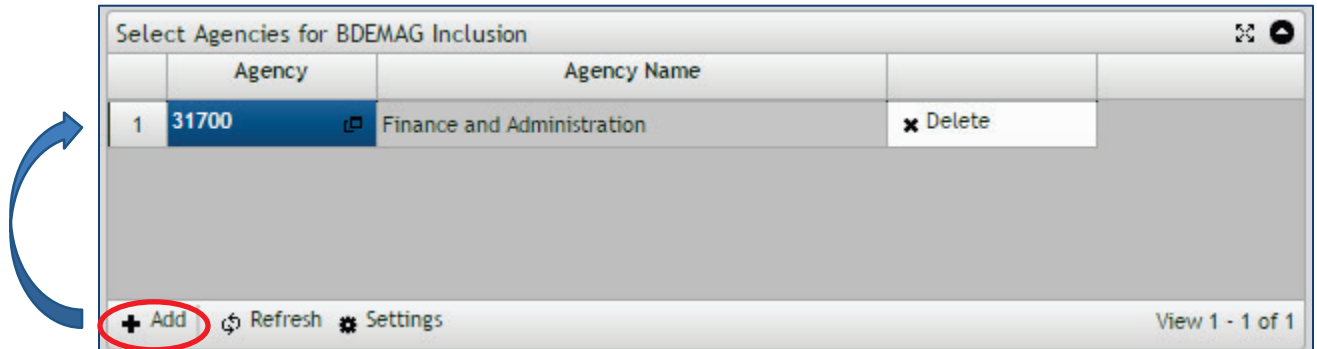 Select Agencies for BDEMAG Inclusion
Agency Agency Name
1 31700 Finance and Administration Delete
Add Refresh Settings View 1 - 1 of 1